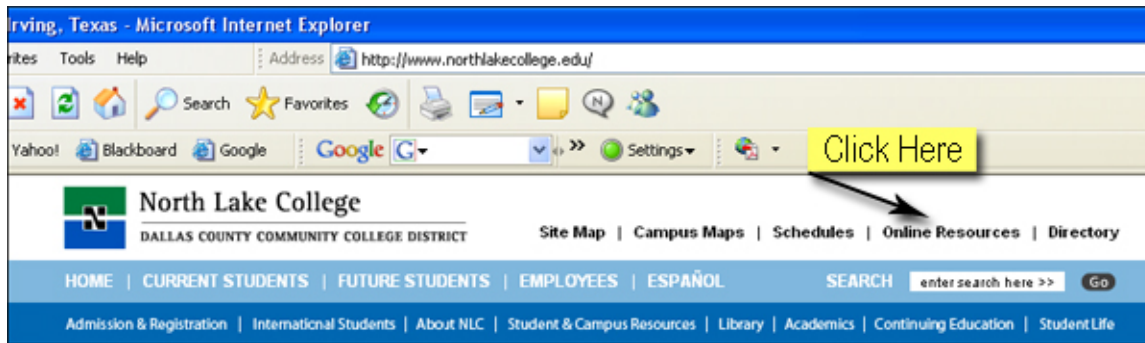 Irving, Texas - Microsoft Internet Explorer
rites Tools Help Address http://www.northlakecollege.edu/
Search Favorites N
Yahoo! Blackboard Google Google G Settings Click Here
N North Lake College
DALLAS COUNTY COMMUNITY COLLEGE DISTRICT Site Map | Campus Maps | Schedules | Online Resources | Directory
HOME | CURRENT STUDENTS | FUTURE STUDENTS | EMPLOYEES | ESPAÑOL SEARCH enter search here >> Go
Admission & Registration | International Students | About NLC | Student & Campus Resources | Library | Academics | Continuing Education | Student Life